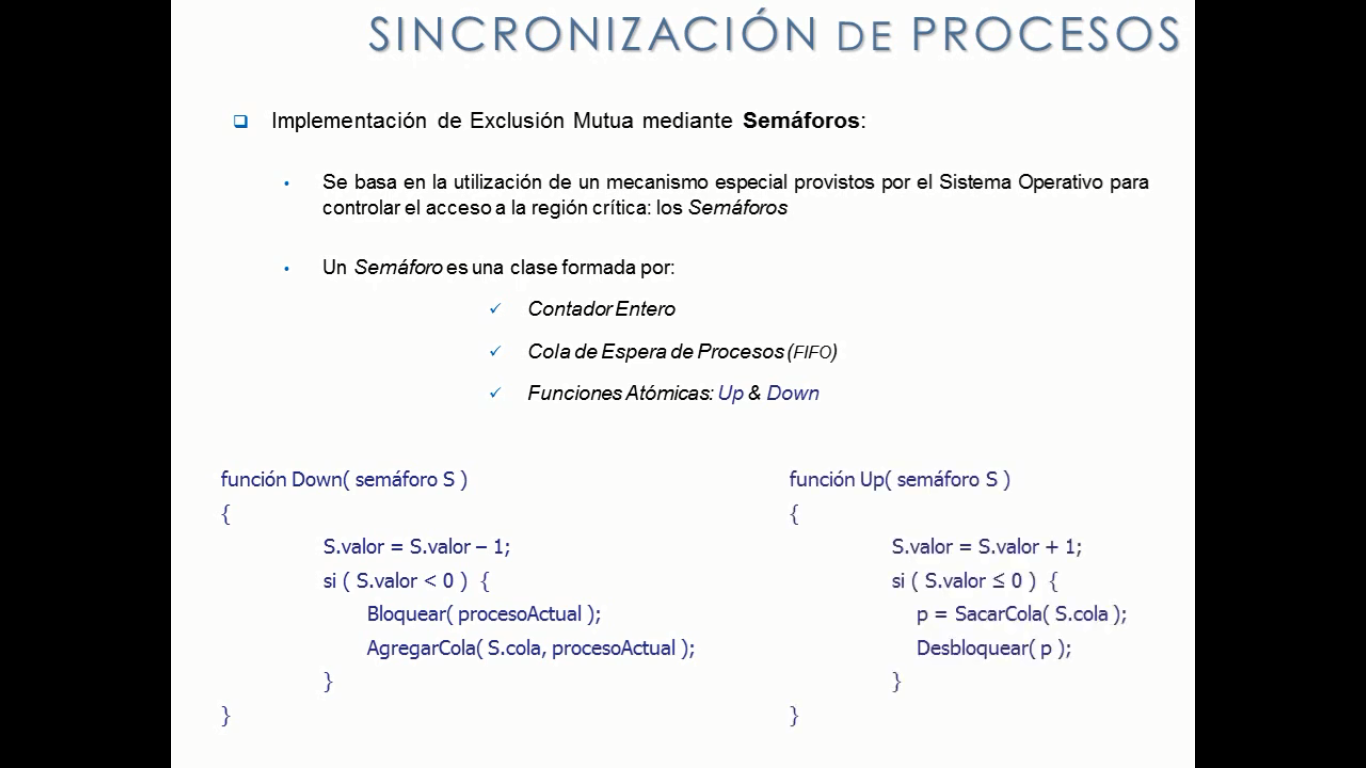 SINCRONIZACIÓN DE PROCESOS
Implementación de Exclusión Mutua mediante Semáforos:
Se basa en la utilización de un mecanismo especial provistos por el Sistema Operativo para
controlar el acceso a la región crítica: los Semáforos
Un Semáforo es una clase formada por:
Contador Entero
Cola de Espera de Procesos (FIFO)
Funciones Atómicas: Up & Down
función Down( semáforo S )
{
S.valor = S.valor – 1;
si ( S.valor < 0 ) {
Bloquear( procesoActual );
AgregarCola( S.cola, procesoActual );
}
}
función Up( semáforo S )
{
S.valor = S.valor + 1;
si ( S.valor ≤ 0 ) {
p = SacarCola( S.cola );
Desbloquear( p );
}
}